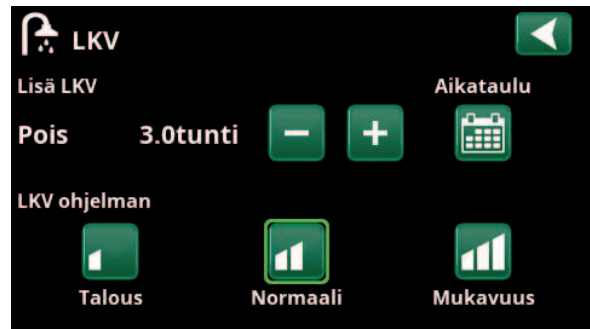 LKV
Lisä LKV
Aikataulu
Pois 3.0tunti - +
LKV ohjelman
Talous Normaali Mukavuus